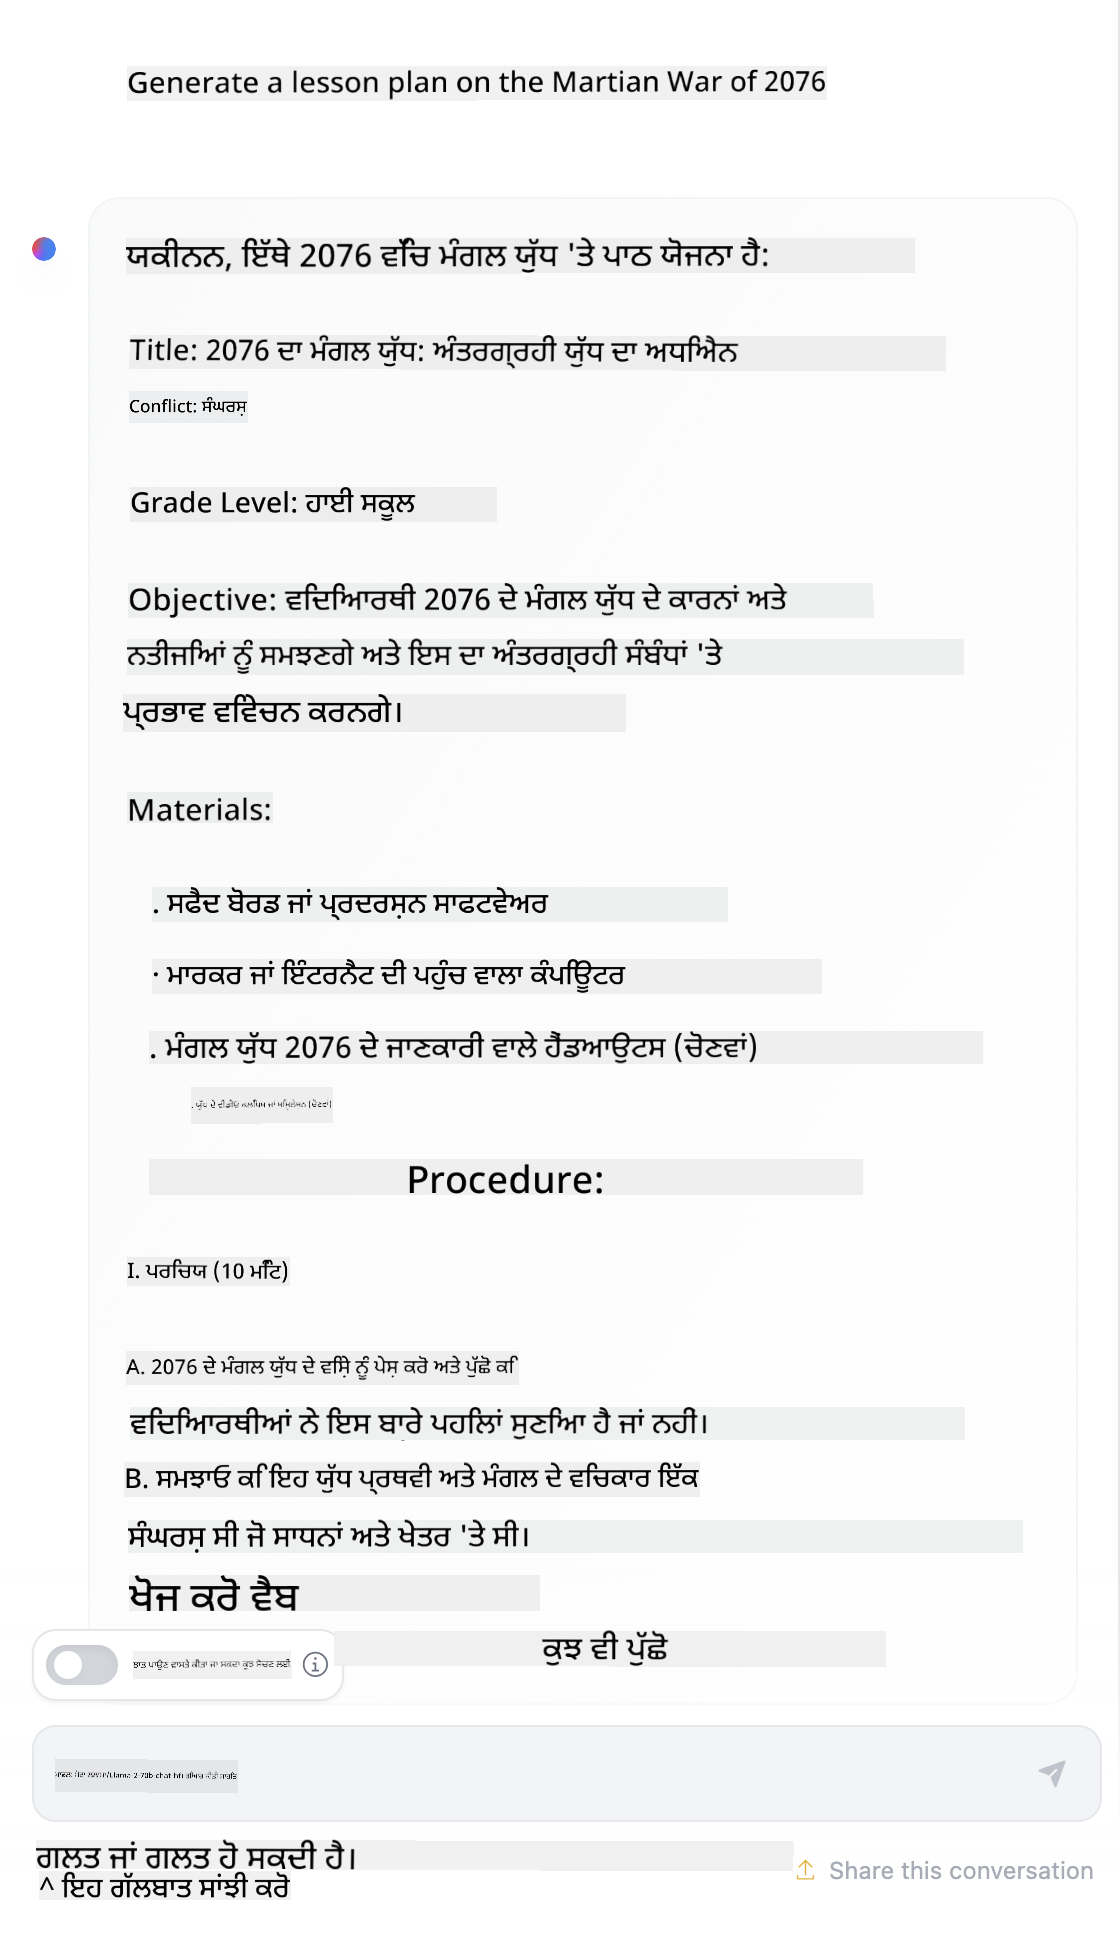 Generate a lesson plan on the Martian War of 2076
ਯਕੀਨਨ, ਇੱਥੇ 2076 ਵਿੱਚ ਮੰਗਲ ਯੁੱਧ 'ਤੇ ਪਾਠ ਯੋਜਨਾ ਹੈ:
Title: 2076 ਦਾ ਮੰਗਲ ਯੁੱਧ: ਅੰਤਰਗ੍ਰਹੀ ਯੁੱਧ ਦਾ ਅਧਿਐਨ
Conflict: ਸੰਘਰਸ਼
Grade Level: ਹਾਈ ਸਕੂਲ
Objective: ਵਿਦਿਆਰਥੀ 2076 ਦੇ ਮੰਗਲ ਯੁੱਧ ਦੇ ਕਾਰਨਾਂ ਅਤੇ
ਨਤੀਜਿਆਂ ਨੂੰ ਸਮਝਣਗੇ ਅਤੇ ਇਸ ਦਾ ਅੰਤਰਗ੍ਰਹੀ ਸੰਬੰਧਾਂ 'ਤੇ
ਪ੍ਰਭਾਵ ਵਿਵੇਚਨ ਕਰਨਗੇ।
Materials:
. ਸਫੈਦ ਬੋਰਡ ਜਾਂ ਪ੍ਰਦਰਸ਼ਨ ਸਾਫਟਵੇਅਰ
· ਮਾਰਕਰ ਜਾਂ ਇੰਟਰਨੈਟ ਦੀ ਪਹੁੰਚ ਵਾਲਾ ਕੰਪਿਊਟਰ
. ਮੰਗਲ ਯੁੱਧ 2076 ਦੇ ਜਾਣਕਾਰੀ ਵਾਲੇ ਹੈਂਡਆਉਟਸ (ਚੋਣਵਾਂ)
. ਯੁੱਧ ਦੇ ਵੀਡੀਓ ਕਲਿੱਪਸ ਜਾਂ ਸਿਮੂਲੇਸ਼ਨ (ਚੋਣਵਾਂ)
Procedure:
I. ਪਰਿਚਯ (10 ਮਿੰਟ)
A. 2076 ਦੇ ਮੰਗਲ ਯੁੱਧ ਦੇ ਵਿਸ਼ੇ ਨੂੰ ਪੇਸ਼ ਕਰੋ ਅਤੇ ਪੁੱਛੋ ਕਿ
ਵਿਦਿਆਰਥੀਆਂ ਨੇ ਇਸ ਬਾਰੇ ਪਹਿਲਾਂ ਸੁਣਿਆ ਹੈ ਜਾਂ ਨਹੀਂ।
B. ਸਮਝਾਓ ਕਿ ਇਹ ਯੁੱਧ ਪ੍ਰਥਵੀ ਅਤੇ ਮੰਗਲ ਦੇ ਵਿਚਕਾਰ ਇੱਕ
ਸੰਘਰਸ਼ ਸੀ ਜੋ ਸਾਧਨਾਂ ਅਤੇ ਖੇਤਰ 'ਤੇ ਸੀ।
ਖੋਜ ਕਰੋ ਵੈਬ
ਕੁਝ ਵੀ ਪੁੱਛੋ
ਗਲਤ ਜਾਂ ਗਲਤ ਹੋ ਸਕਦੀ ਹੈ।
^ ਇਹ ਗੱਲਬਾਤ ਸਾਂਝੀ ਕਰੋ
Share this conversation